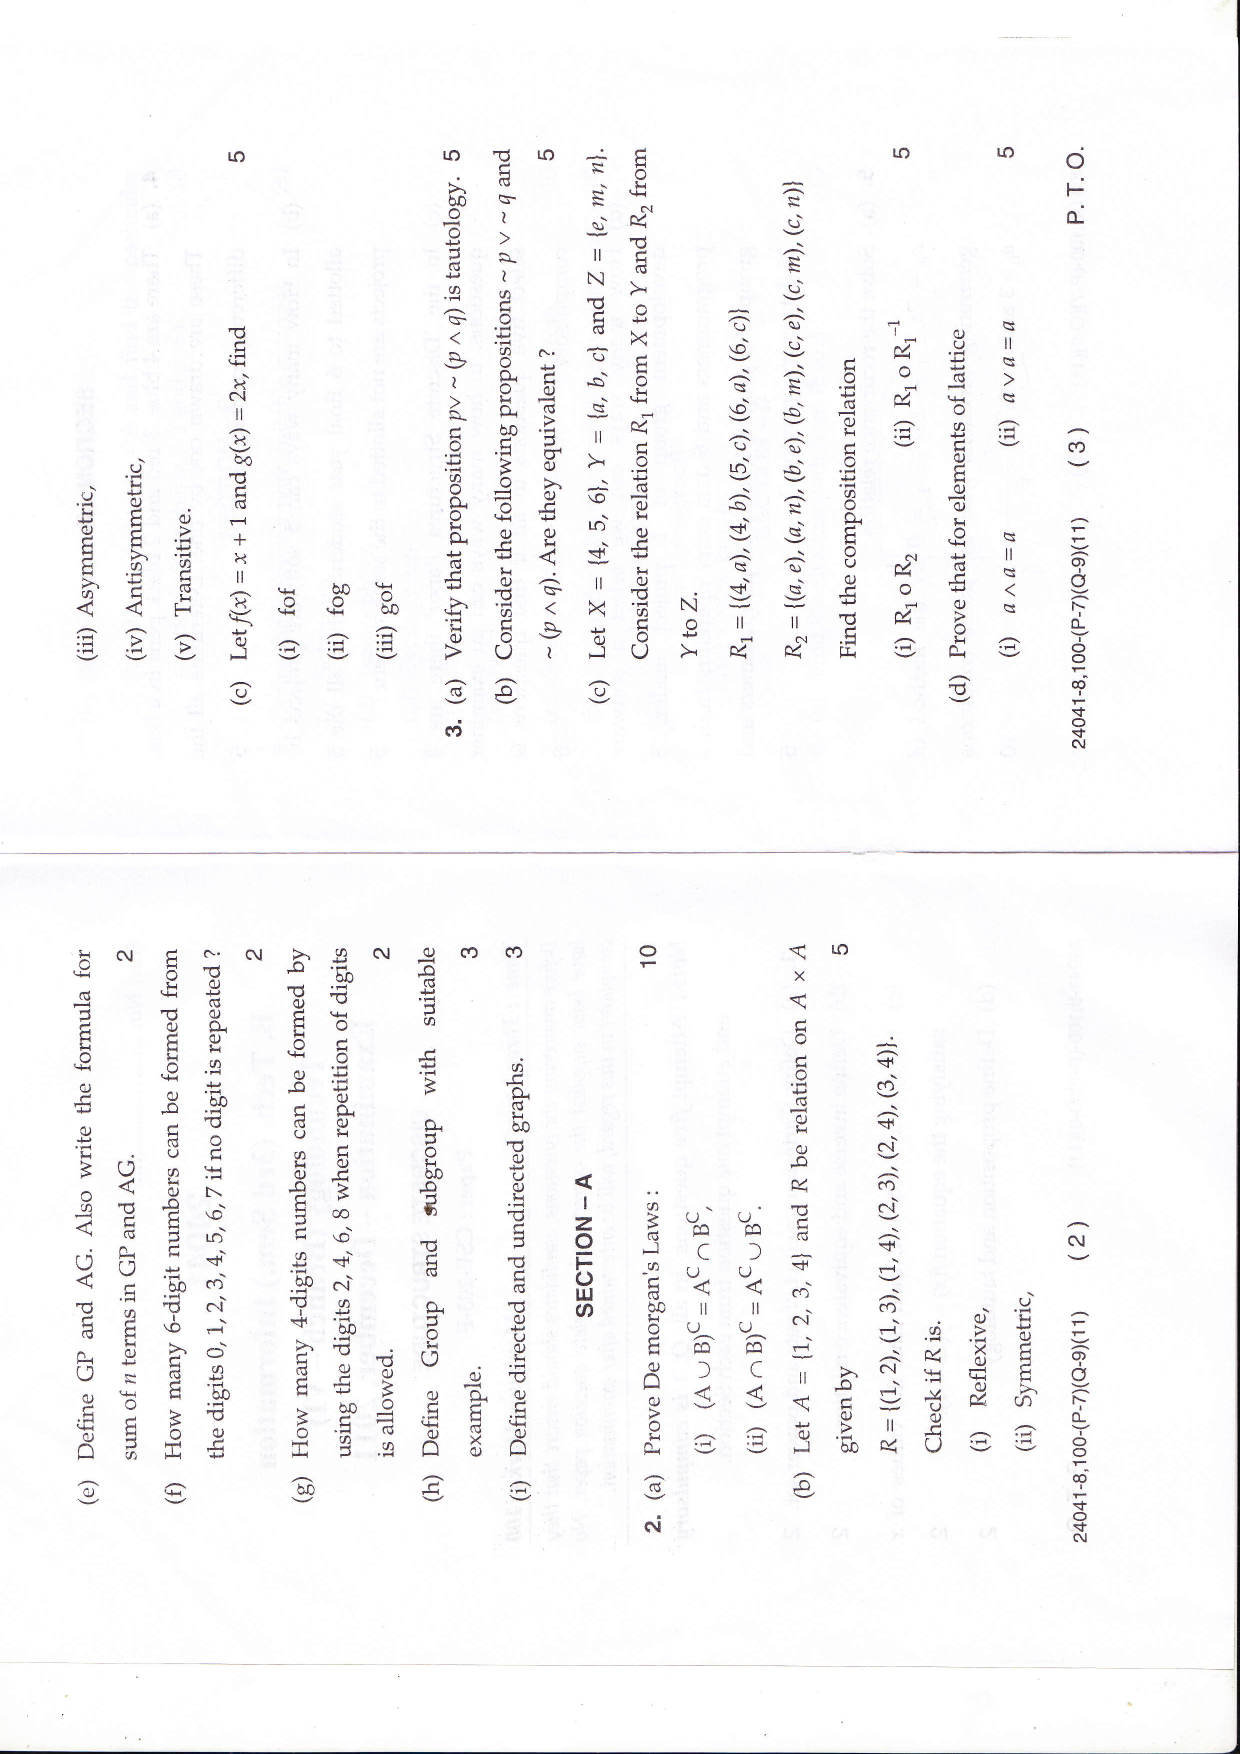 (e) Define GP and AG. Also write the formula for
sum of n terms in GP and AG. 2
(f) How many 6-digit numbers can be formed from
the digits 0, 1, 2, 3, 4, 5, 6, 7 if no digit is repeated ?
2
(g) How many 4-digits numbers can be formed by
using the digits 2, 4, 6, 8 when repetition of digits
is allowed. 2
(h) Define Group and subgroup with suitable
example. 3
(i) Define directed and undirected graphs. 3
SECTION – A
2. (a) Prove De morgan's Laws : 10
(i) (A ∪ B)^C = A^C ∩ B^C,
(ii) (A ∩ B)^C = A^C ∪ B^C.
(b) Let A = {1, 2, 3, 4} and R be relation on A × A
given by 5
R = {(1, 2), (1, 3), (1, 4), (2, 3), (2, 4), (3, 4)}.
Check if R is.
(i) Reflexive,
(ii) Symmetric,
24041-8,100-(P-7)(Q-9)(11) ( 2 )
(iii) Asymmetric,
(iv) Antisymmetric,
(v) Transitive.
(c) Let f(x) = x + 1 and g(x) = 2x, find 5
(i) fof
(ii) fog
(iii) gof
3. (a) Verify that proposition p∨ ~ (p ∧ q) is tautology. 5
(b) Consider the following propositions ~ p ∨ ~ q and
~ (p ∧ q). Are they equivalent ? 5
(c) Let X = {4, 5, 6}, Y = {a, b, c} and Z = {e, m, n}.
Consider the relation R₁ from X to Y and R₂ from
Y to Z.
R₁ = {(4, a), (4, b), (5, c), (6, a), (6, c)}
R₂ = {(a, e), (a, n), (b, e), (b, m), (c, e), (c, m), (c, n)}
Find the composition relation
(i) R₁ o R₂ (ii) R₁ o R₁⁻¹ 5
(d) Prove that for elements of lattice
(i) a ∧ a = a (ii) a ∨ a = a 5
24041-8,100-(P-7)(Q-9)(11) ( 3 ) P. T. O.